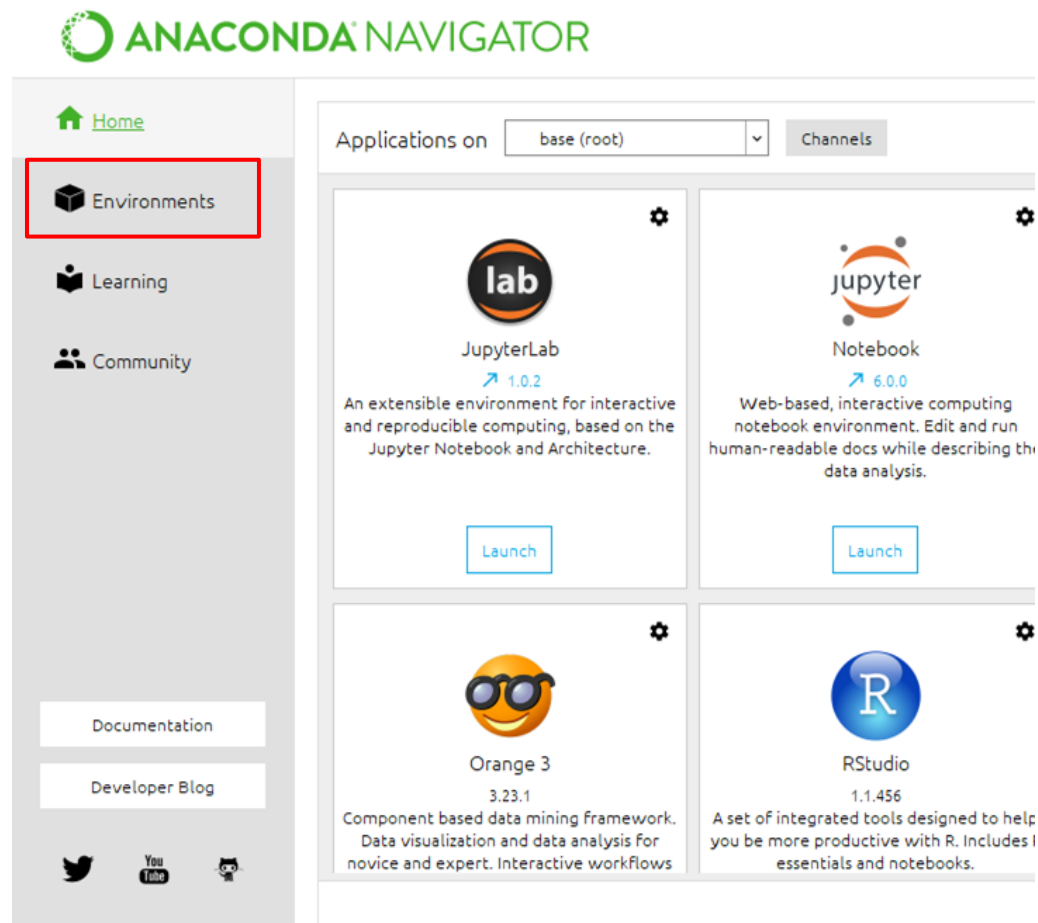 ANACONDA NAVIGATOR
Home
Environments
Learning
Community
Documentation
Developer Blog
You
Tube
Applications on base (root) Channels
lab
JupyterLab
1.0.2
An extensible environment for interactive
and reproducible computing, based on the
Jupyter Notebook and Architecture.
Launch
jupyter
Notebook
6.0.0
Web-based, interactive computing
notebook environment. Edit and run
human-readable docs while describing the
data analysis.
Launch
Orange 3
3.23.1
Component based data mining framework.
Data visualization and data analysis for
novice and expert. Interactive workflows
R
RStudio
1.1.456
A set of integrated tools designed to help
you be more productive with R. Includes
essentials and notebooks.